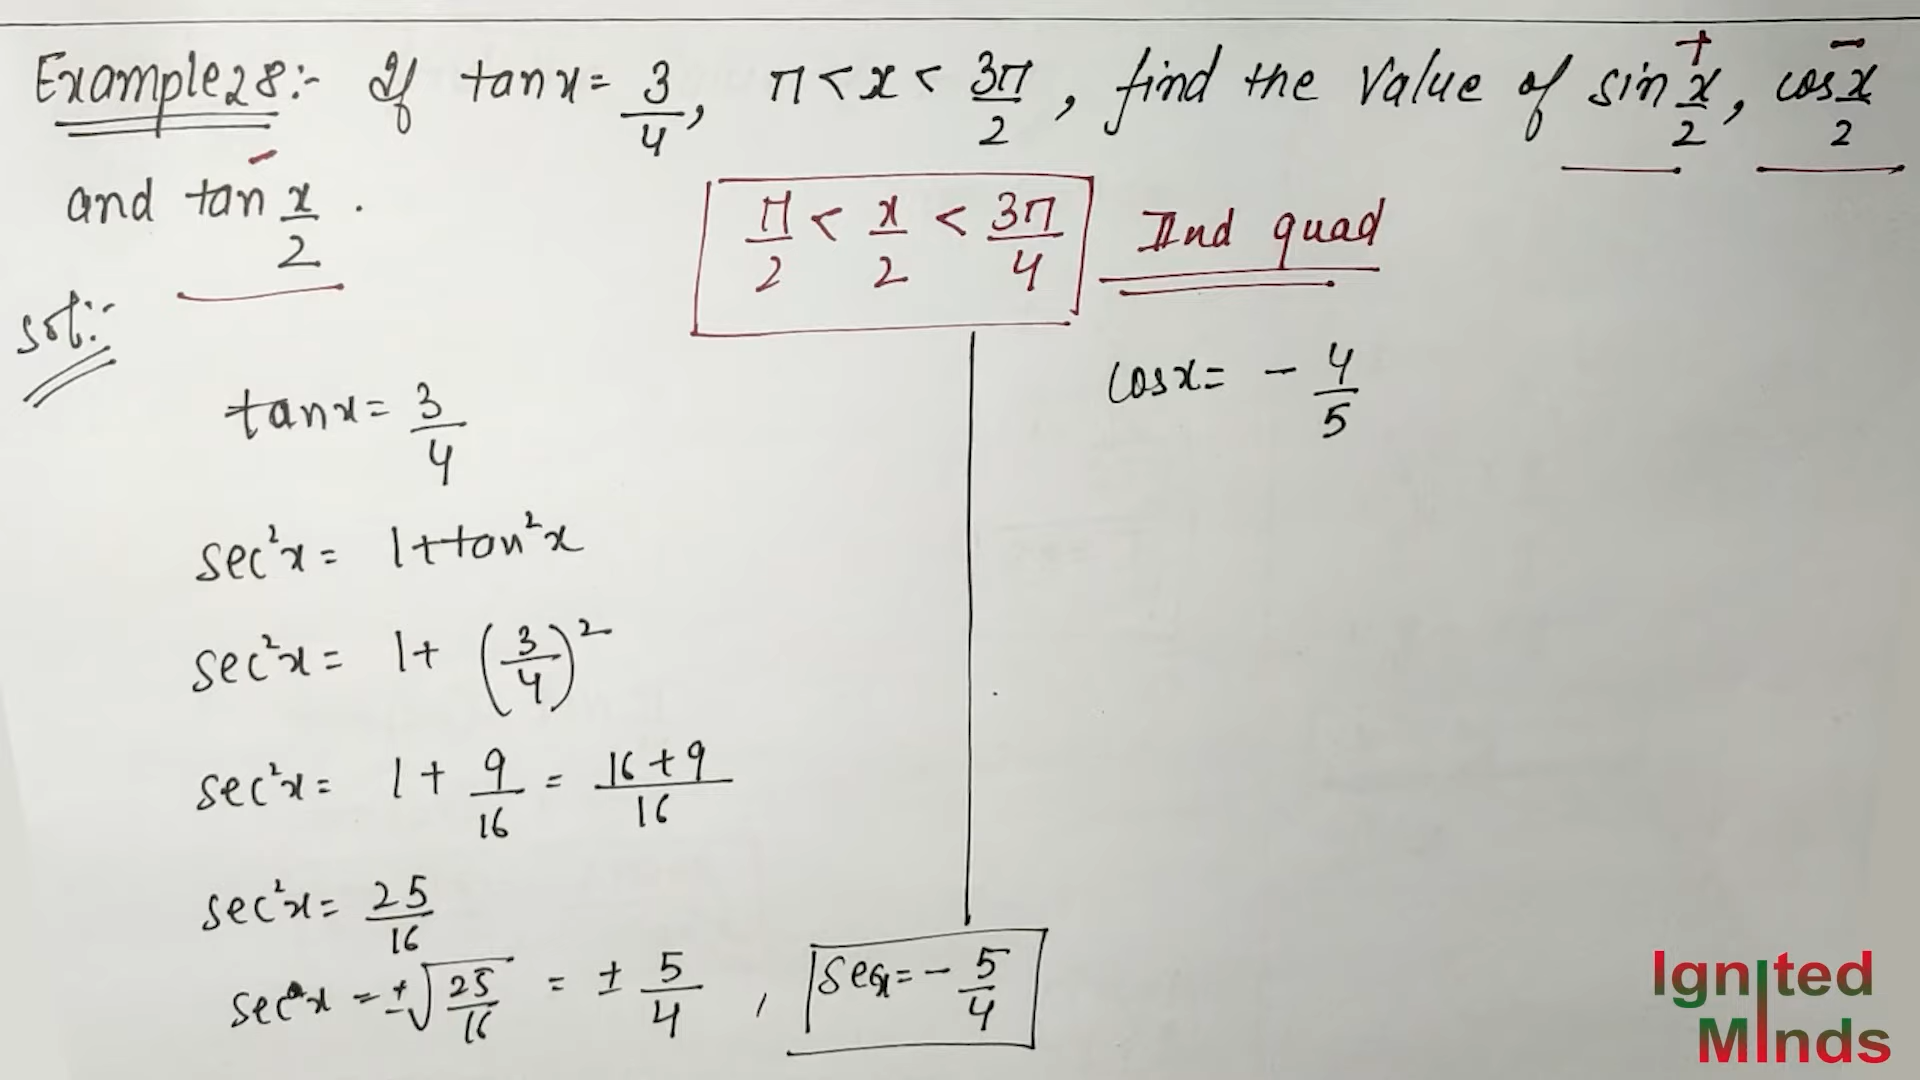 Example 28:- If tan x = 3/4, π < x < 3π/2, find the value of sin x/2, cos x/2
+ −
and tan x/2 .
−
π/2 < x/2 < 3π/4 IInd quad
sol:-
tan x = 3/4
sec²x = 1+tan²x
sec²x = 1+ (3/4)²
sec²x = 1 + 9/16 = 16+9/16
sec²x = 25/16
sec x = ±√25/16 = ± 5/4 , secx = - 5/4
cos x = - 4/5
Ignited
Minds